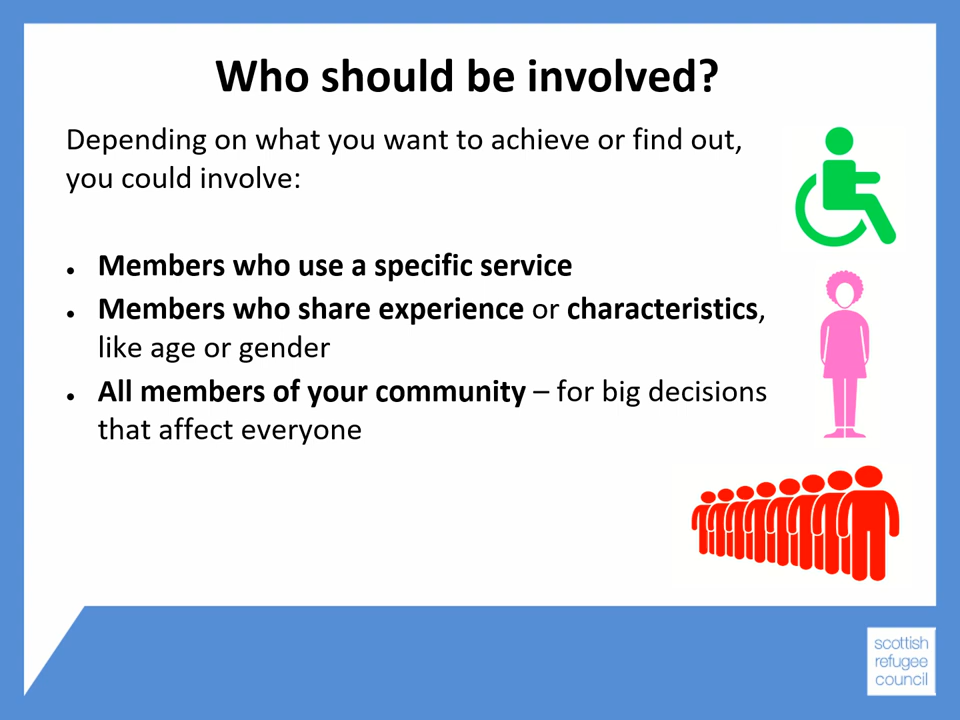 Who should be involved?
Depending on what you want to achieve or find out,
you could involve:
● Members who use a specific service
● Members who share experience or characteristics,
like age or gender
● All members of your community – for big decisions
that affect everyone
scottish
refugee
council